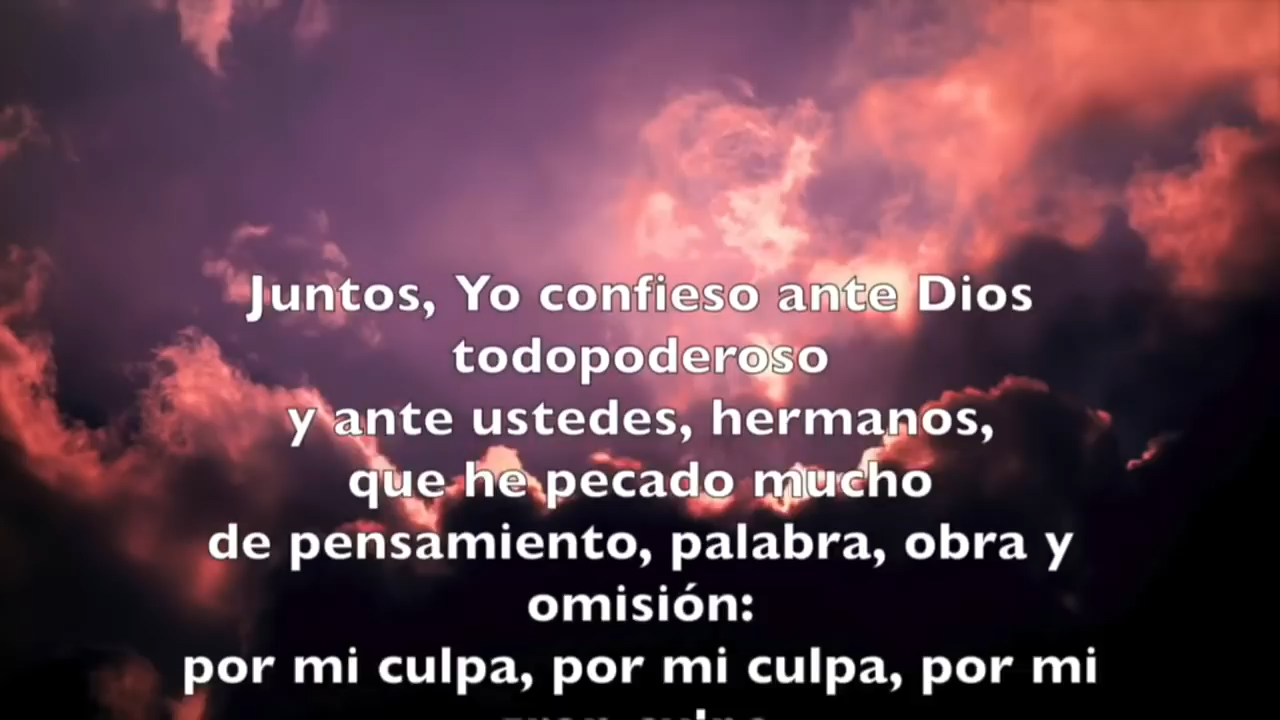 Juntos, Yo confieso ante Dios
todopoderoso
y ante ustedes, hermanos,
que he pecado mucho
de pensamiento, palabra, obra y
omisión:
por mi culpa, por mi culpa, por mi